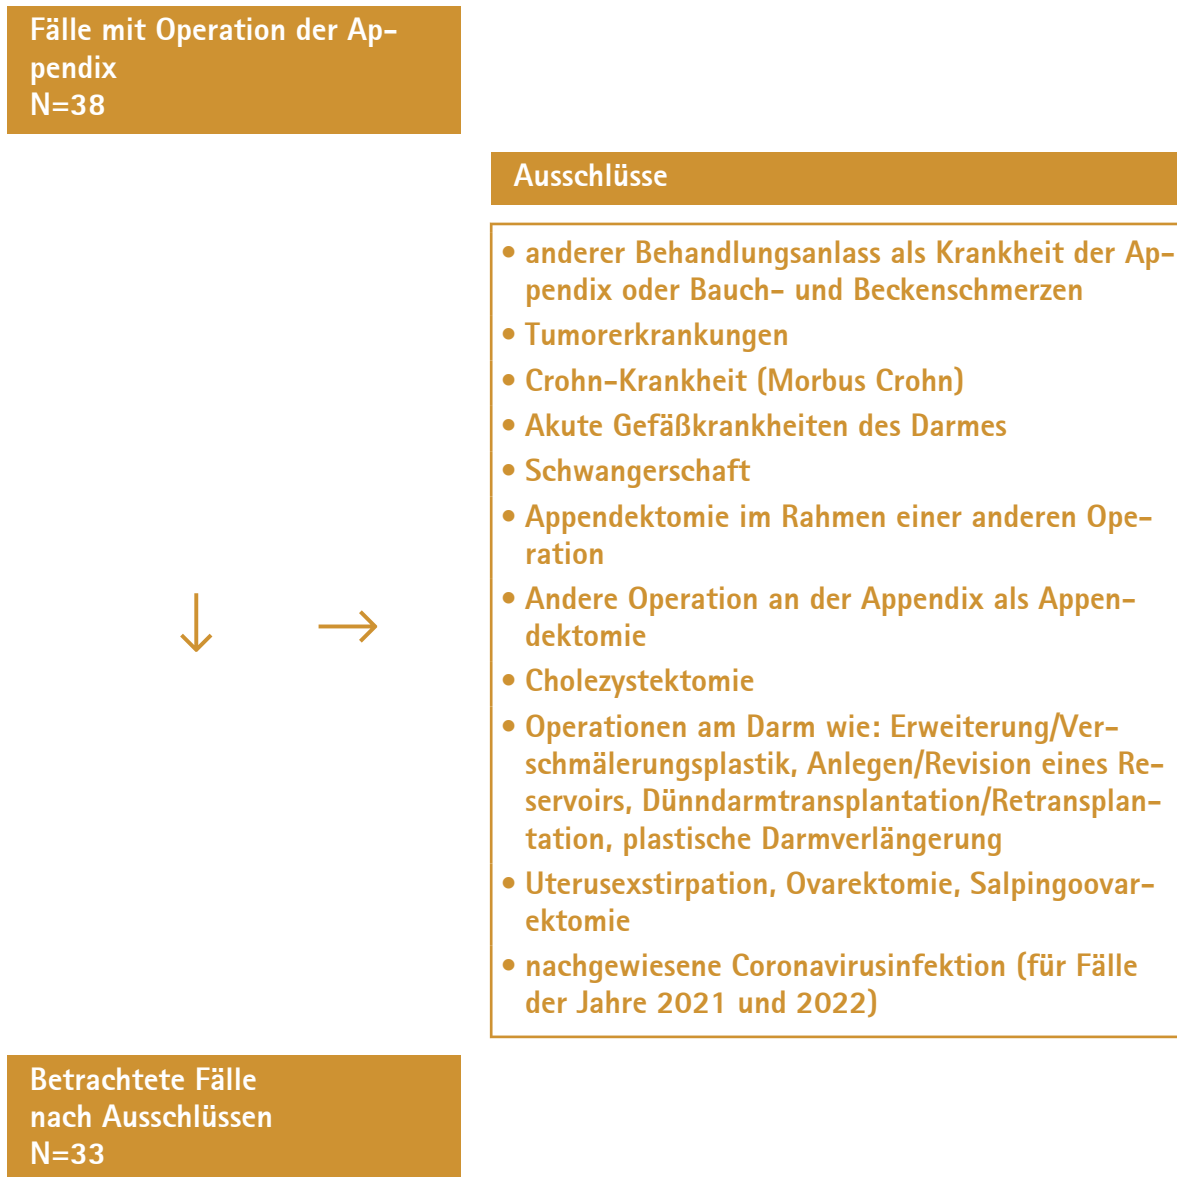 Fälle mit Operation der Ap-
pendix
N=38
Ausschlüsse
• anderer Behandlungsanlass als Krankheit der Ap-
pendix oder Bauch- und Beckenschmerzen
• Tumorerkrankungen
• Crohn-Krankheit (Morbus Crohn)
• Akute Gefäßkrankheiten des Darmes
• Schwangerschaft
• Appendektomie im Rahmen einer anderen Ope-
ration
• Andere Operation an der Appendix als Appen-
dektomie
• Cholezystektomie
• Operationen am Darm wie: Erweiterung/Ver-
schmälerungsplastik, Anlegen/Revision eines Re-
servoirs, Dünndarmtransplantation/Retransplan-
tation, plastische Darmverlängerung
• Uterusexstirpation, Ovarektomie, Salpingoovar-
ektomie
• nachgewiesene Coronavirusinfektion (für Fälle
der Jahre 2021 und 2022)
Betrachtete Fälle
nach Ausschlüssen
N=33